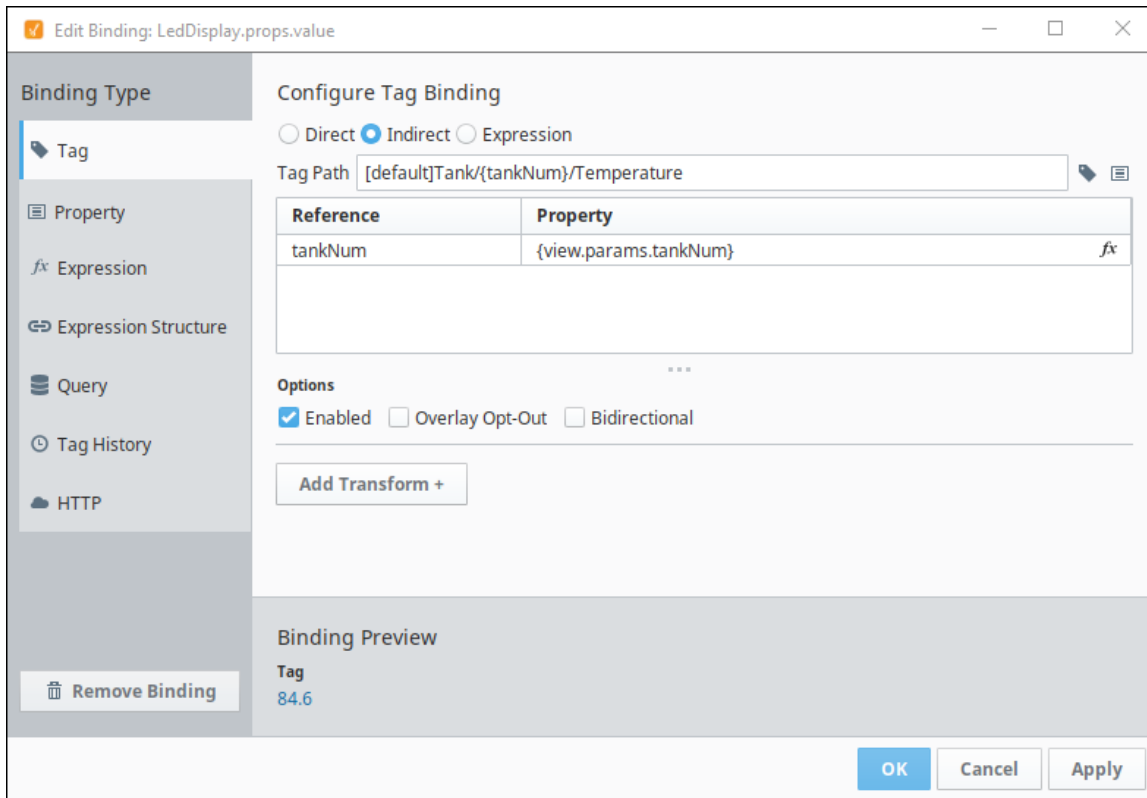 Edit Binding: LedDisplay.props.value
Binding Type
Tag
Property
fx Expression
Expression Structure
Query
Tag History
HTTP
Remove Binding
Configure Tag Binding
Direct Indirect Expression
Tag Path [default]Tank/{tankNum}/Temperature
Reference Property
tankNum {view.params.tankNum} fx
Options
Enabled Overlay Opt-Out Bidirectional
Add Transform +
Binding Preview
Tag
84.6
OK Cancel Apply